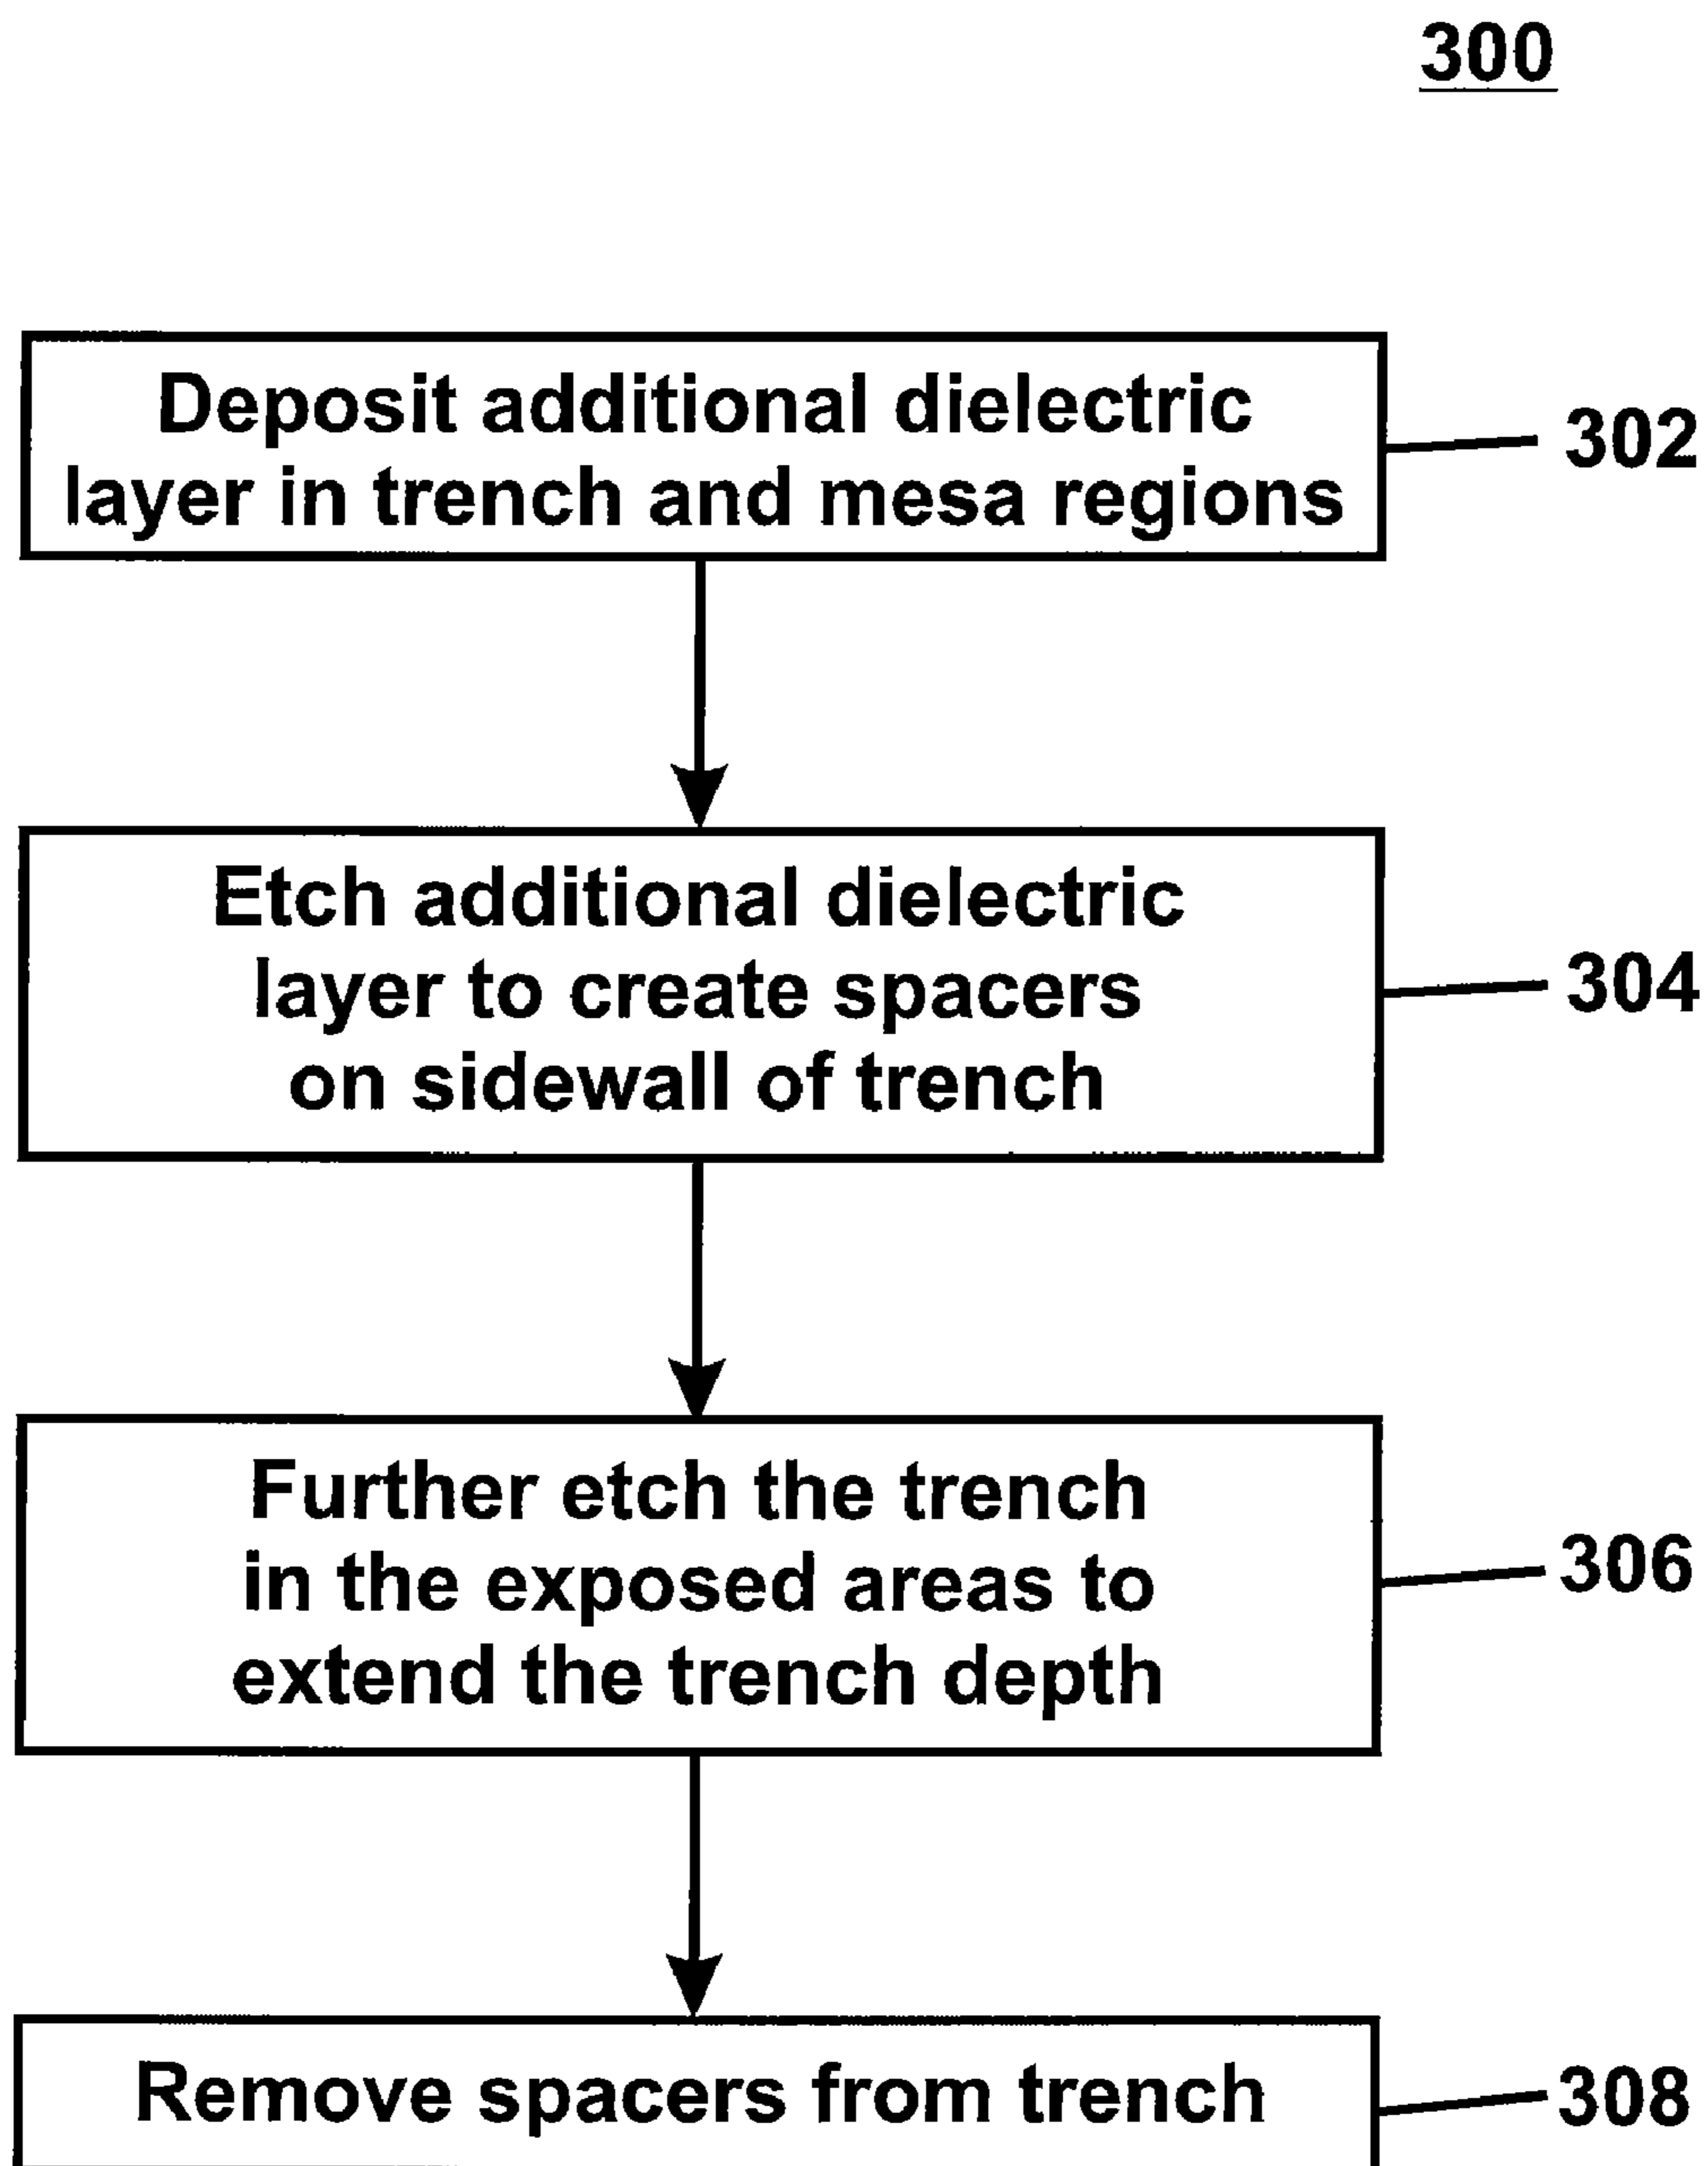 300
Deposit additional dielectric
layer in trench and mesa regions
302
Etch additional dielectric
layer to create spacers
on sidewall of trench
304
Further etch the trench
in the exposed areas to
extend the trench depth
306
Remove spacers from trench
308